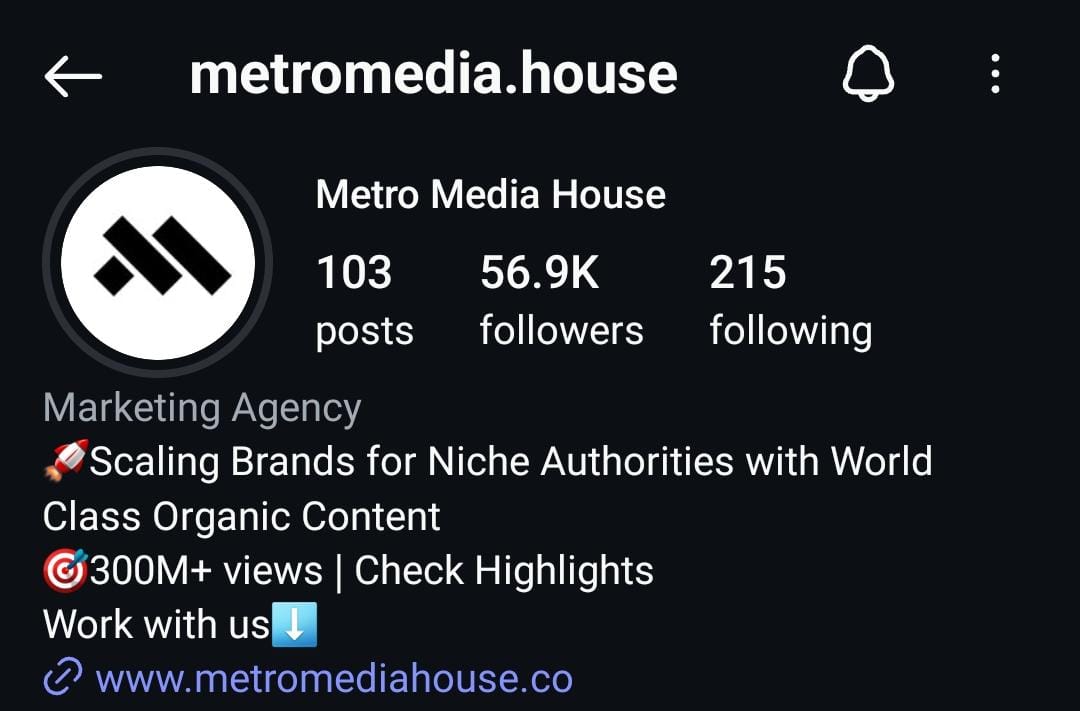 metromedia.house
Metro Media House
103 56.9K 215
posts followers following
Marketing Agency
🚀Scaling Brands for Niche Authorities with World
Class Organic Content
🎯300M+ views | Check Highlights
Work with us⬇️
www.metromediahouse.co